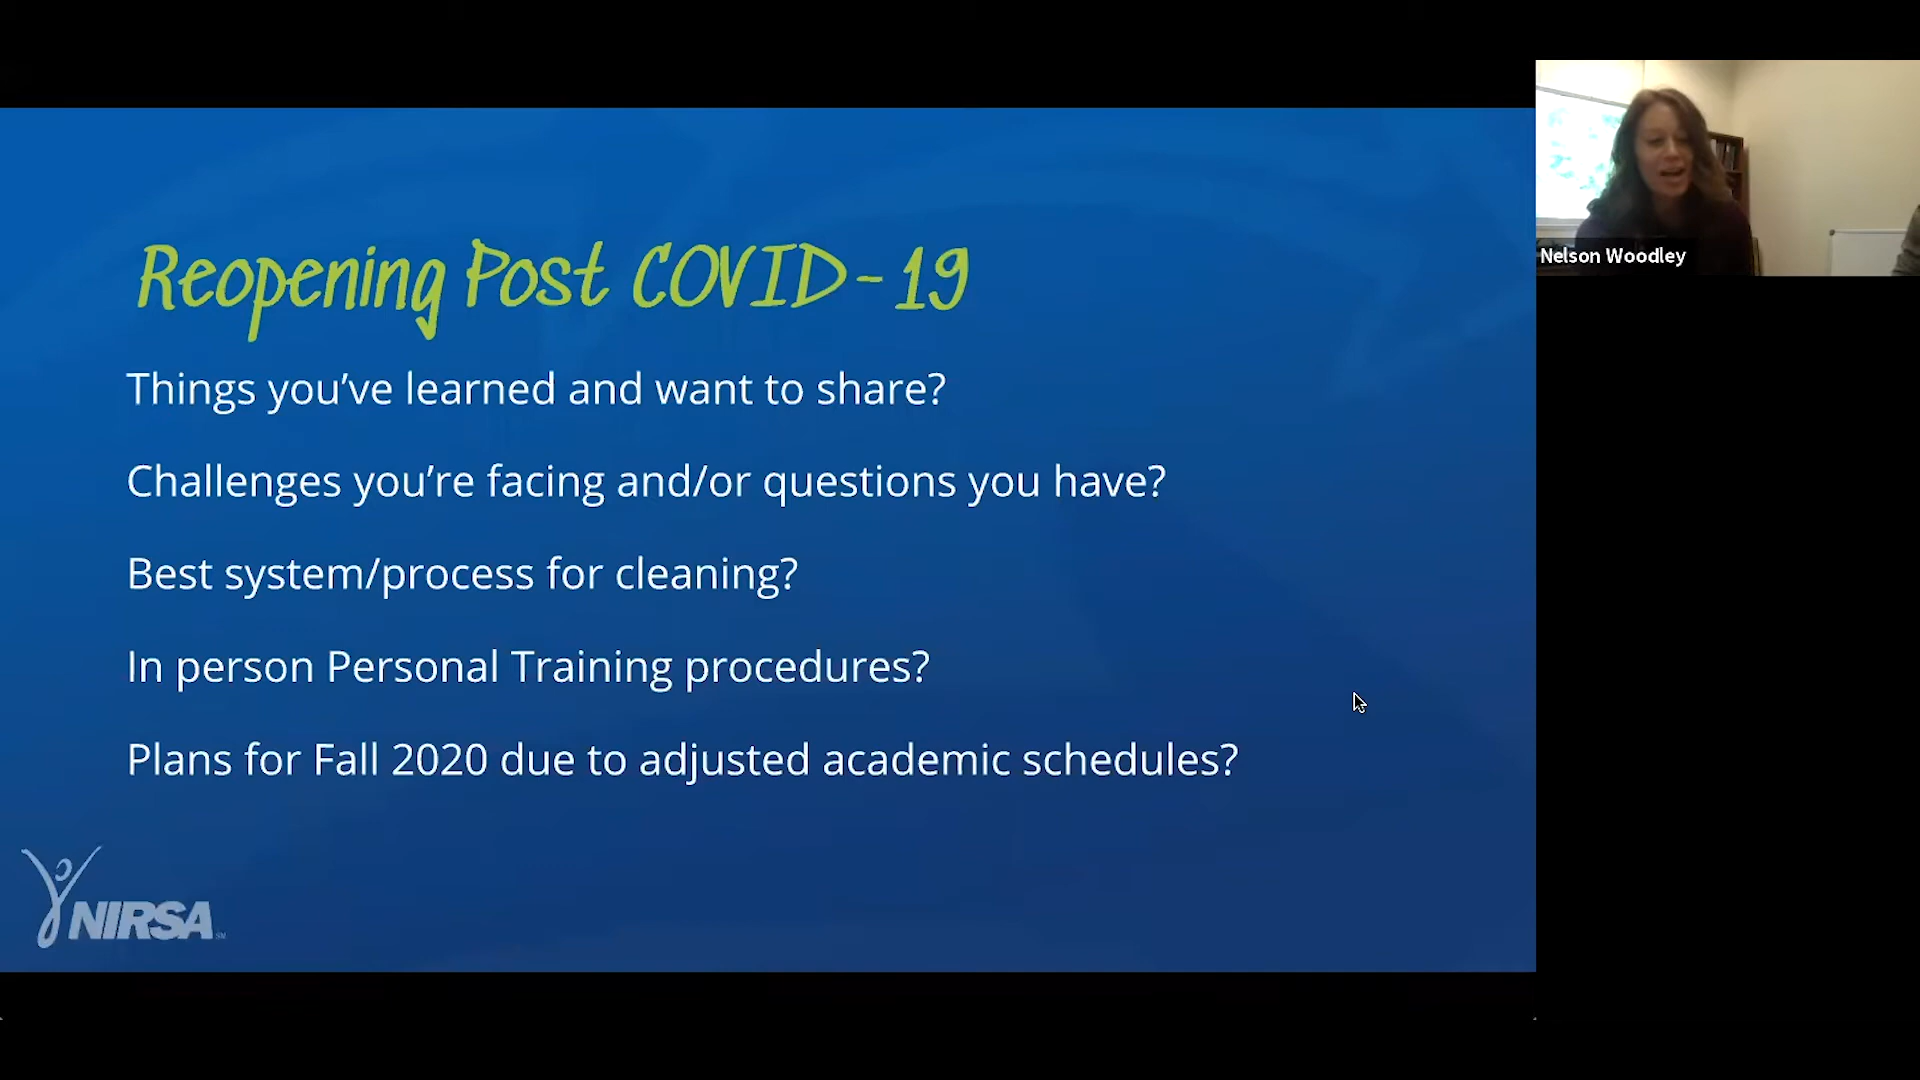 Reopening Post COVID-19
Things you’ve learned and want to share?
Challenges you’re facing and/or questions you have?
Best system/process for cleaning?
In person Personal Training procedures?
Plans for Fall 2020 due to adjusted academic schedules?
NIRSA
Nelson Woodley